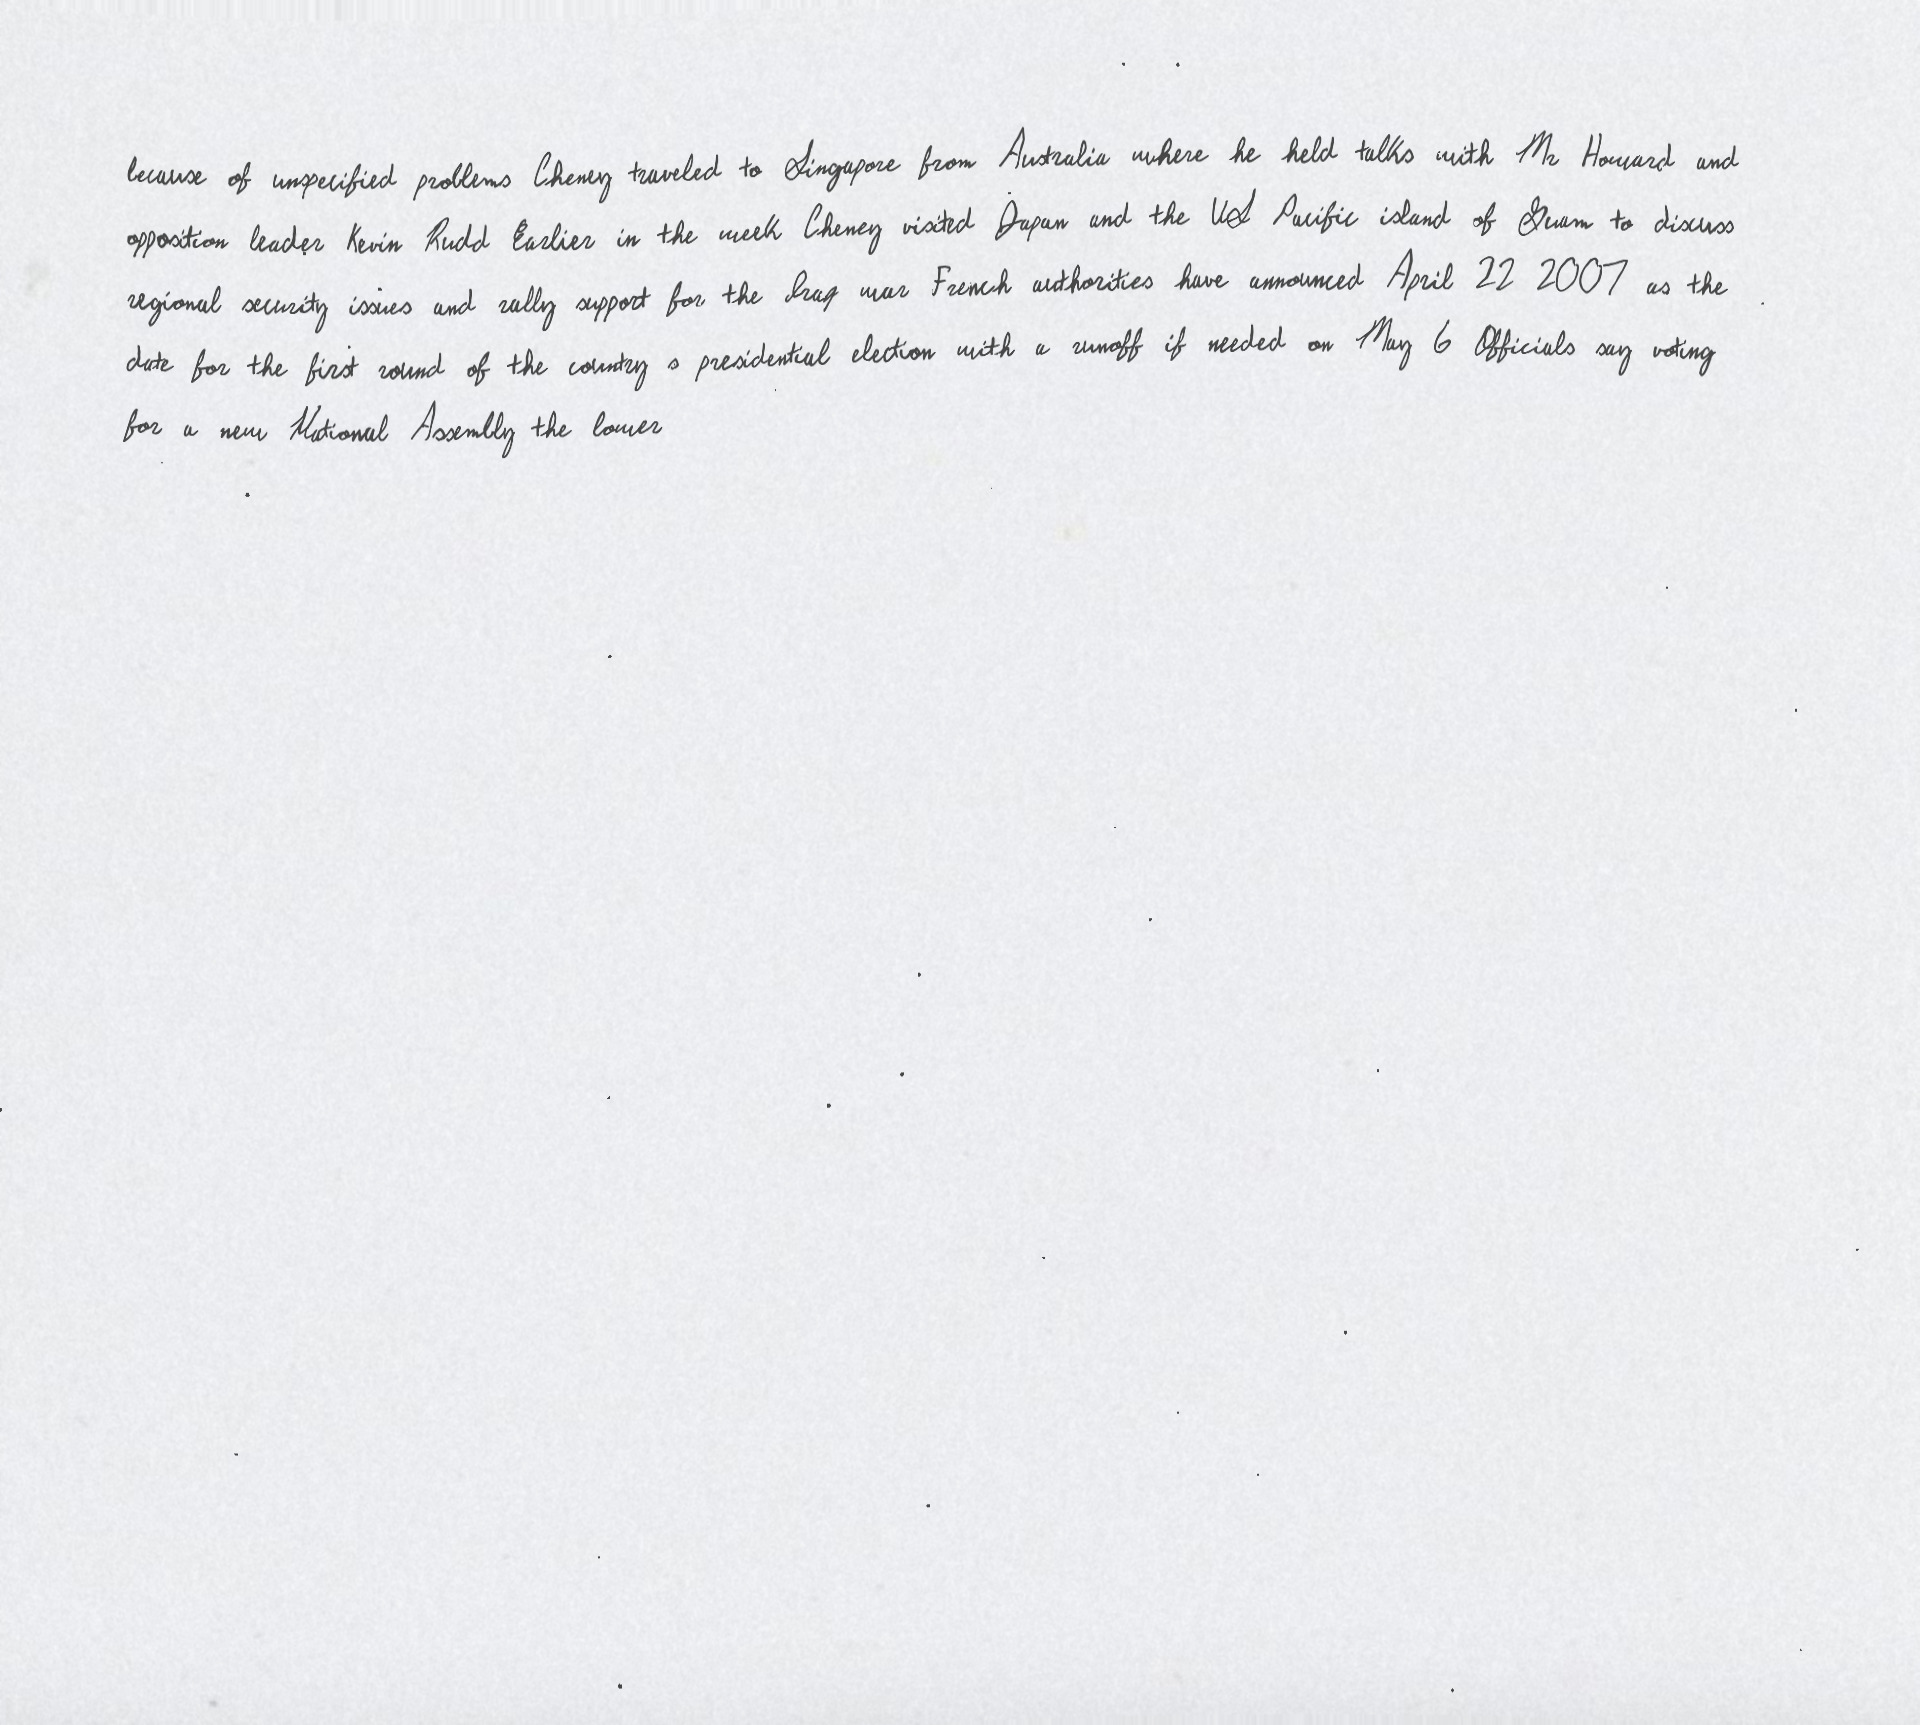 because of unspecified problems Cheney traveled to Singapore from Australia where he held talks with Mr Howard and
opposition leader Kevin Rudd Earlier in the week Cheney visited Japan and the US Pacific island of Guam to discuss
regional security issues and rally support for the Iraq war French authorities have announced April 22 2007 as the
date for the first round of the country s presidential election with a runoff if needed on May 6 Officials say voting
for a new National Assembly the lower